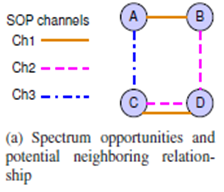 SOP channels
Ch1
Ch2
Ch3
A
B
C
D
(a) Spectrum opportunities and
potential neighboring relation-
ship